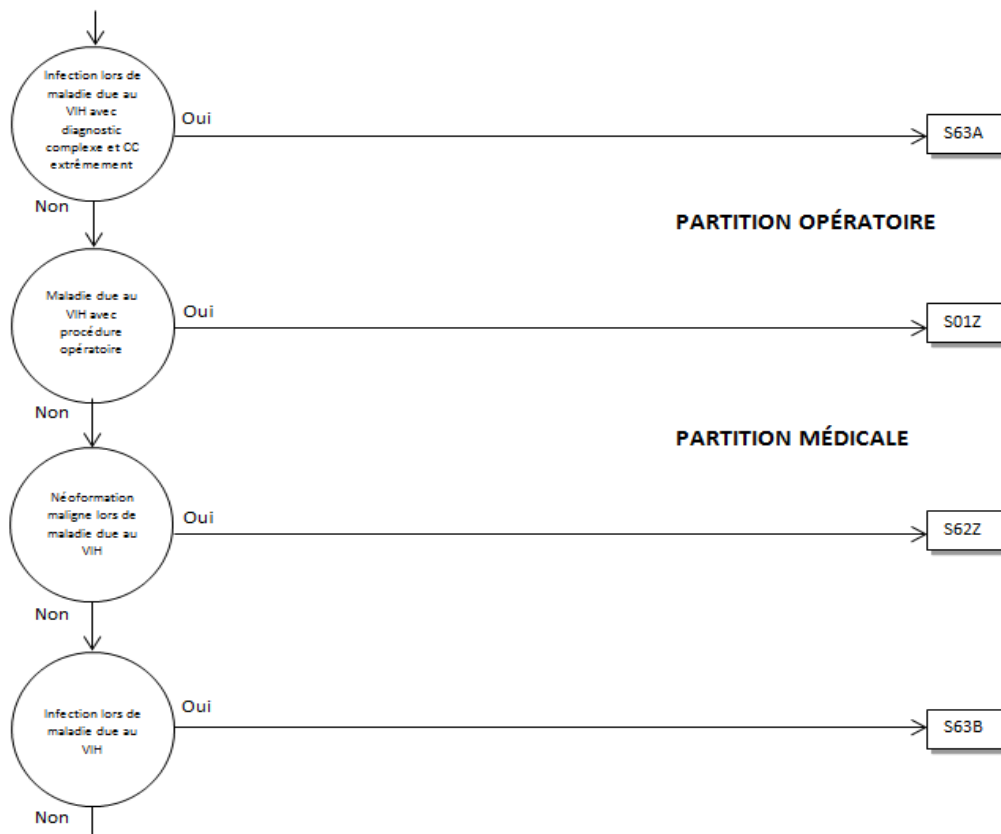 Infection lors de
maladie due au
VIH avec
diagnostic
complexe et CC
extrêmement
Oui
S63A
Non
PARTITION OPÉRATOIRE
Maladie due au
VIH avec
procédure
opératoire
Oui
S01Z
Non
PARTITION MÉDICALE
Néoformation
maligne lors de
maladie due au
VIH
Oui
S62Z
Non
Infection lors de
maladie due au
VIH
Oui
S63B
Non